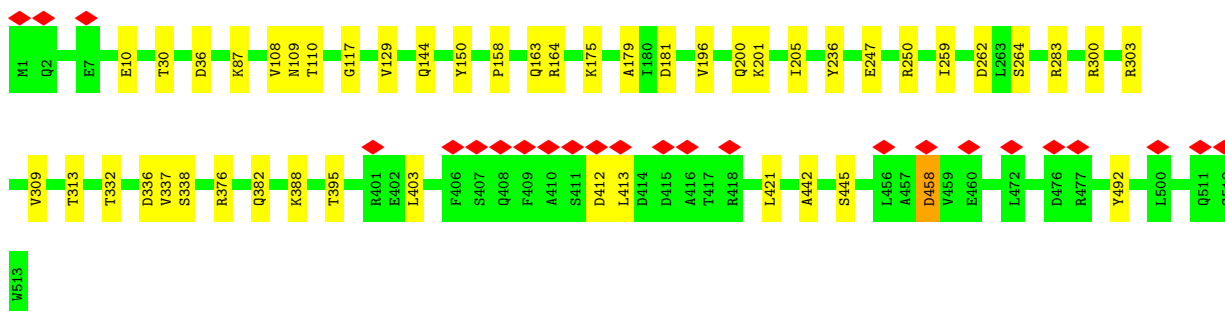 M1 Q2 E7 E10 T30 D36 K87 V108 N109 T110 G117 V129 Q144 Y150 P158 Q163 R164 K175 A179 I180 D181 V196 Q200 K201 I205 Y236 E247 R250 I259 D262 L263 S264 R283 R300 R303
V309 T313 T332 D336 V337 S338 R376 Q382 K388 T395 R401 E402 L403 F406 S407 Q408 F409 A410 S411 D412 L413 D414 D415 A416 T417 R418 L421 A442 S445 L456 A457 D458 V459 E460 L472 D476 R477 Y492 L500 Q511
W513